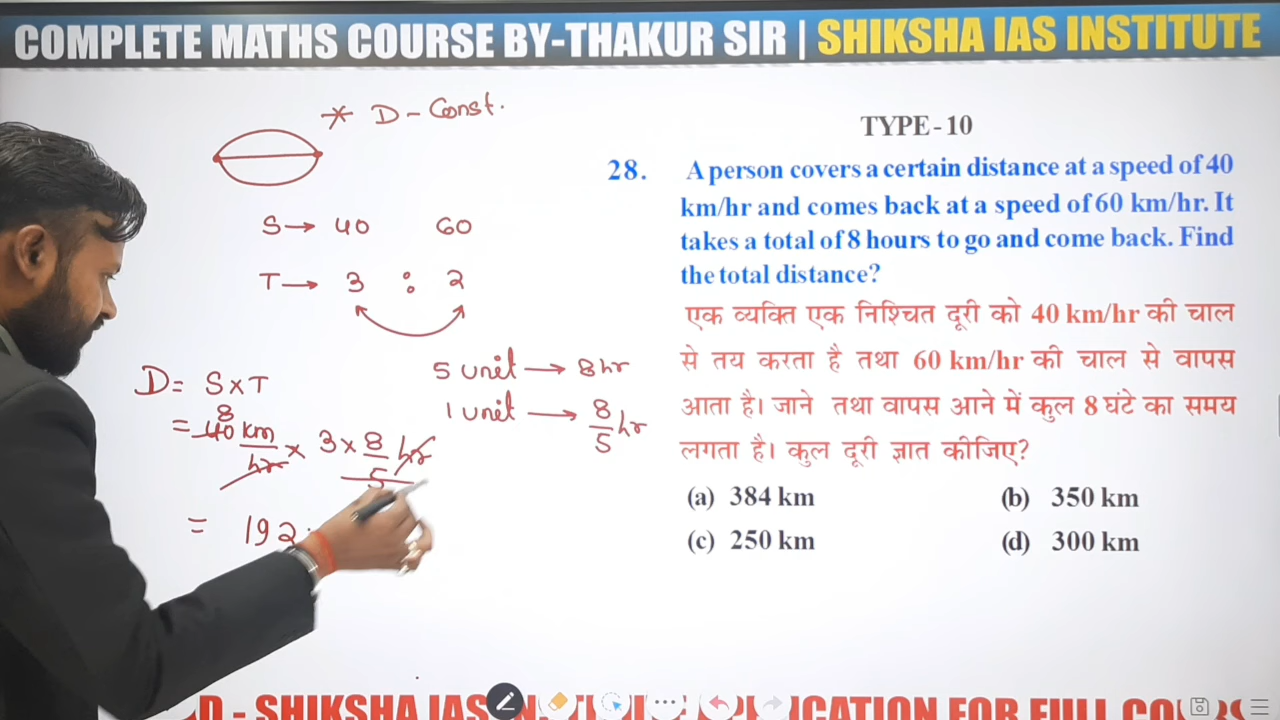 COMPLETE MATHS COURSE BY-THAKUR SIR | SHIKSHA IAS INSTITUTE
* D - Const.
S → 40 60
T → 3 : 2
5 unit → 8hr
1 unit → 8/5 hr
D = S x T
8
= 40 km/hr x 3 x 8/5 hr
= 192
TYPE - 10
28. A person covers a certain distance at a speed of 40
km/hr and comes back at a speed of 60 km/hr. It
takes a total of 8 hours to go and come back. Find
the total distance?
एक व्यक्ति एक निश्चित दूरी को 40 km/hr की चाल
से तय करता है तथा 60 km/hr की चाल से वापस
आता है। जाने तथा वापस आने में कुल 8 घंटे का समय
लगता है। कुल दूरी ज्ञात कीजिए?
(a) 384 km (b) 350 km
(c) 250 km (d) 300 km
D - SHIKSHA IAS FOR FULL